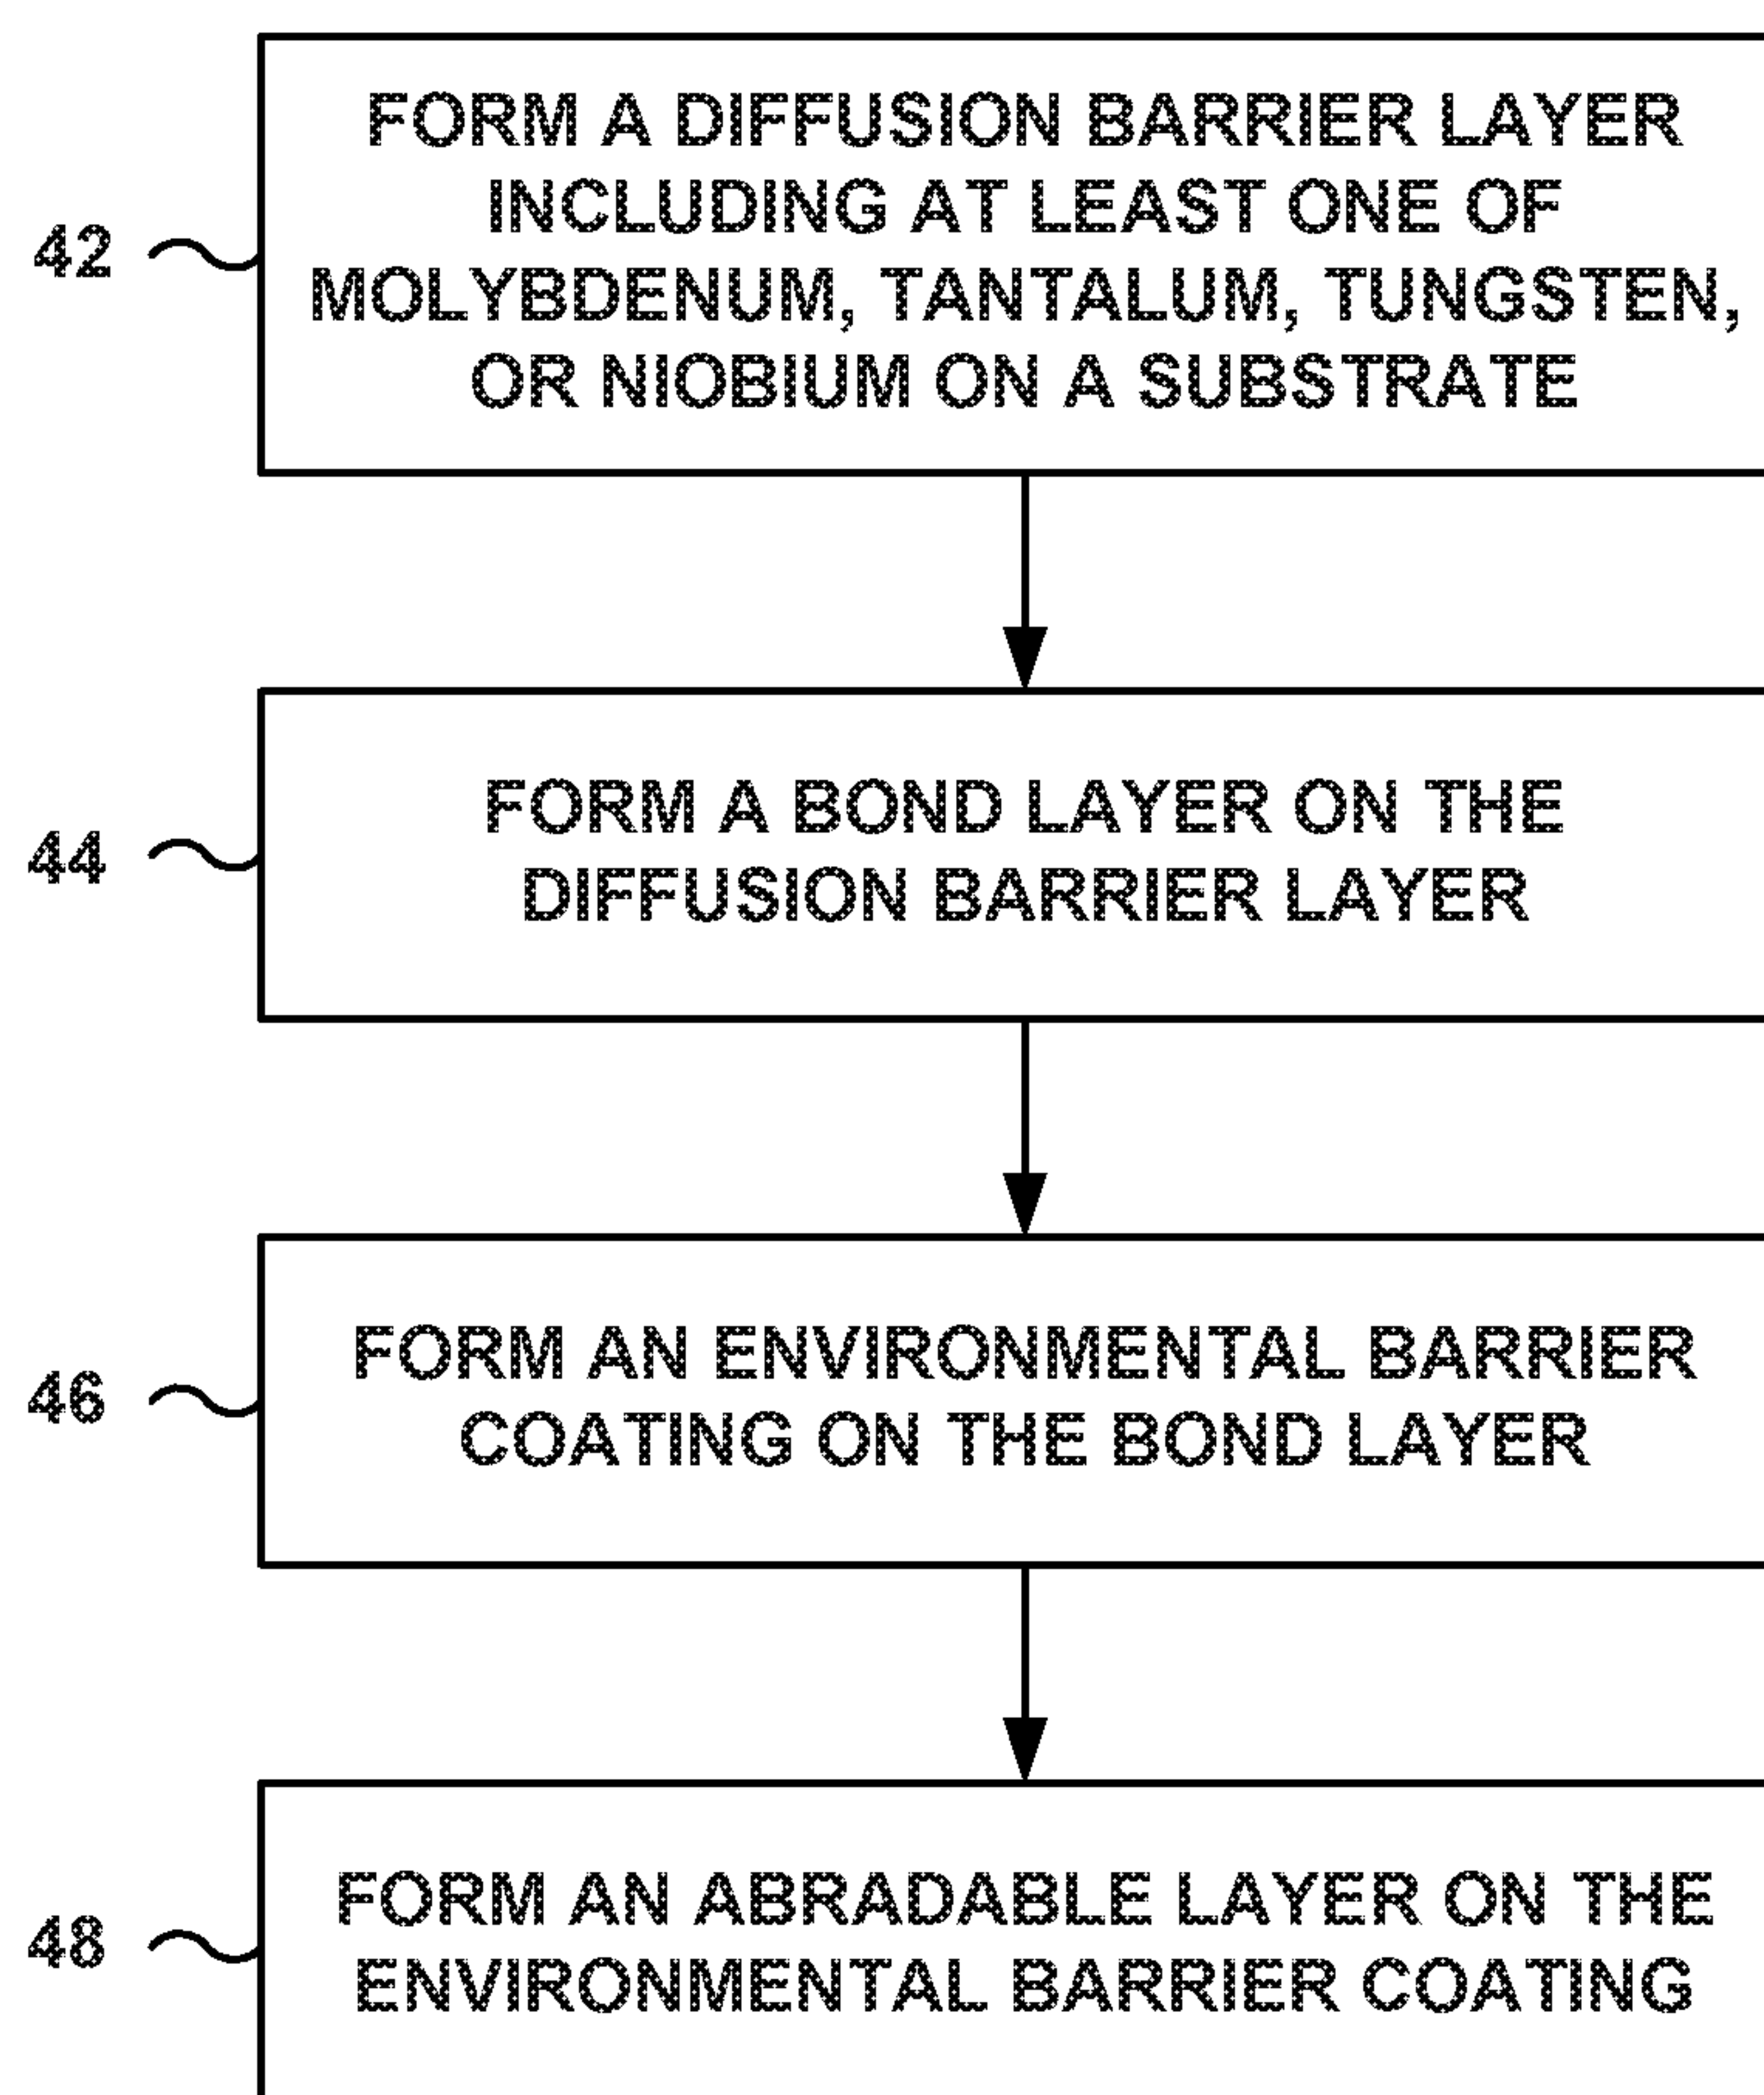 42
FORM A DIFFUSION BARRIER LAYER
INCLUDING AT LEAST ONE OF
MOLYBDENUM, TANTALUM, TUNGSTEN,
OR NIOBIUM ON A SUBSTRATE
44
FORM A BOND LAYER ON THE
DIFFUSION BARRIER LAYER
46
FORM AN ENVIRONMENTAL BARRIER
COATING ON THE BOND LAYER
48
FORM AN ABRADABLE LAYER ON THE
ENVIRONMENTAL BARRIER COATING